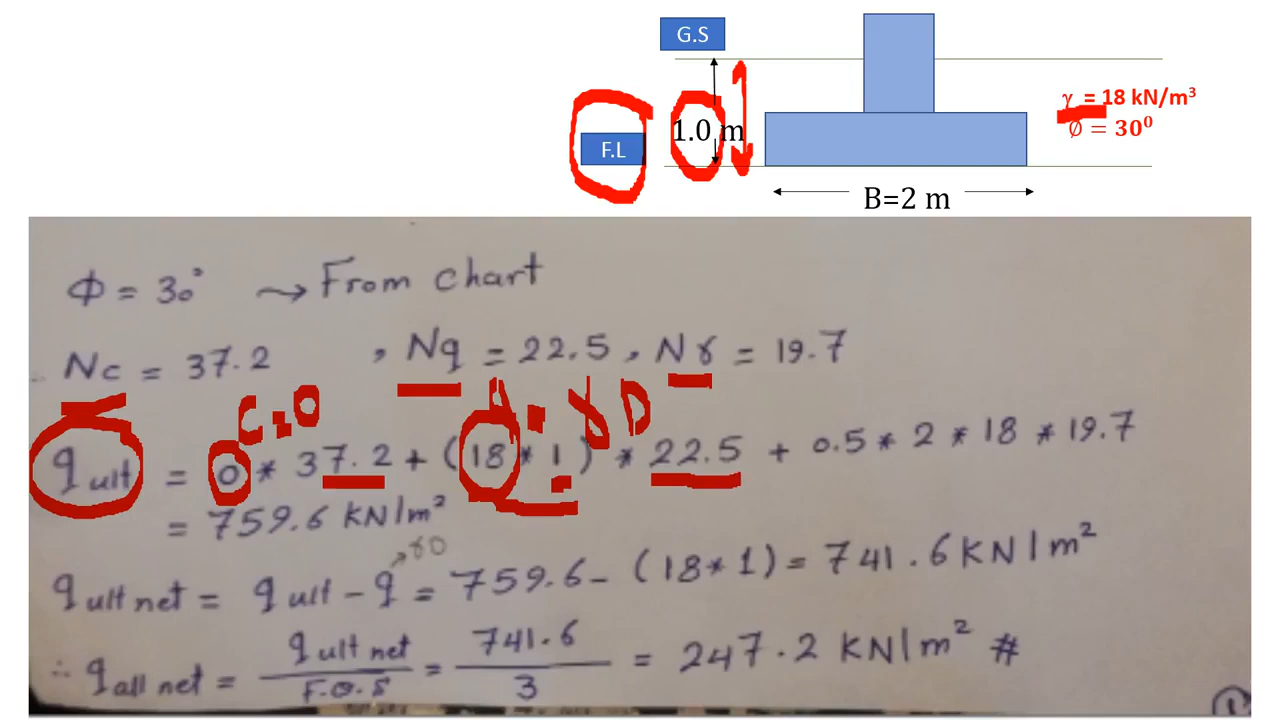 G.S
1.0 m
F.L
B=2 m
γ = 18 kN/m³
∅ = 30⁰
Φ = 30° ⇝ From chart
Nc = 37.2 , Nq = 22.5 , Nγ = 19.7
C=0 q = γD
qult = 0 * 37.2 + (18 * 1) * 22.5 + 0.5 * 2 * 18 * 19.7
= 759.6 KN/m²
→ γD
qult net = qult - q = 759.6 - (18*1) = 741.6 KN/m²
∴ qall net = qult net / F.O.S = 741.6 / 3 = 247.2 KN/m² #